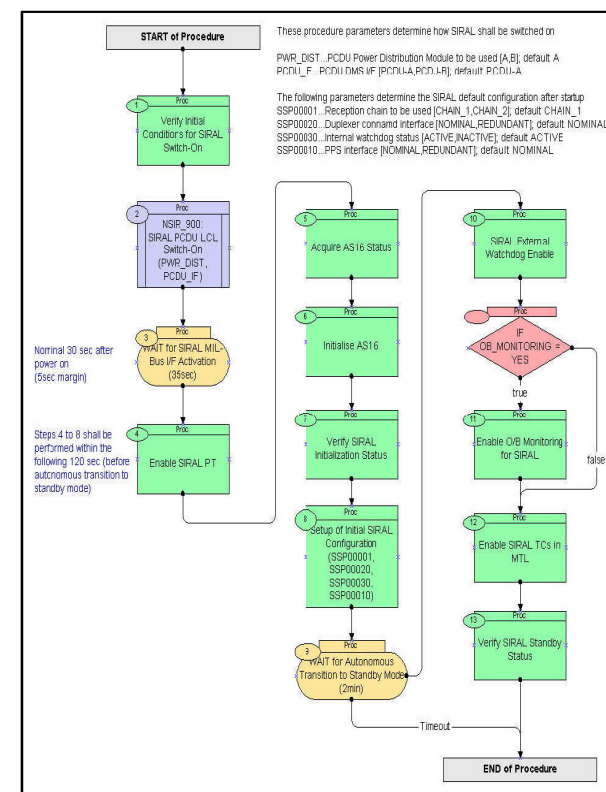 START of Procedure
These procedure parameters determine how SIRAL shall be switched on
PWR_DIST...PCDU Power Distribution Module to be used [A,B]; default A
PCDU_IF...PCDU DMS I/F [PCDU-A,PCDU-B]; default PCDU-A
The following parameters determine the SIRAL default configuration after startup
SSP00001...Reception chain to be used [CHAIN_1,CHAIN_2]; default CHAIN_1
SSP00020...Duplexer connamd interface [NOMINAL,REDUNDANT]; default NOMINAL
SSP00030...Internal watchdog status [ACTIVE,INACTIVE]; default ACTIVE
SSP00010...PPS interface [NOMINAL,REDUNDANT]; default NOMINAL
Proc
1
Verify Initial
Conditions for SIRAL
Switch-On
Proc
2
NSIR_900:
SIRAL PCDU LCL
Switch-On
(PWR_DIST,
PCDU_IF)
Nominal 30 sec after
power on
(5sec margin)
Proc
3
WAIT for SIRAL MIL-
Bus I/F Activation
(35sec)
Steps 4 to 8 shall be
performed within the
following 120 sec (before
autnomous transition to
standby mode)
Proc
4
Enable SIRAL PT
Proc
5
Acquire AS16 Status
Proc
6
Initialise AS16
Proc
7
Verify SIRAL
Initialization Status
Proc
8
Setup of Initial SIRAL
Configuration
(SSP00001,
SSP00020,
SSP00030,
SSP00010)
Proc
9
WAIT for Autonomous
Transition to Standby Mode
(2min)
Timeout
Proc
10
SIRAL External
Watchdog Enable
Proc
IF
OB_MONITORING =
YES
true
false
Proc
11
Enable O/B Monitoring
for SIRAL
Proc
12
Enable SIRAL TCs in
MTL
Proc
13
Verify SIRAL Standby
Status
END of Procedure